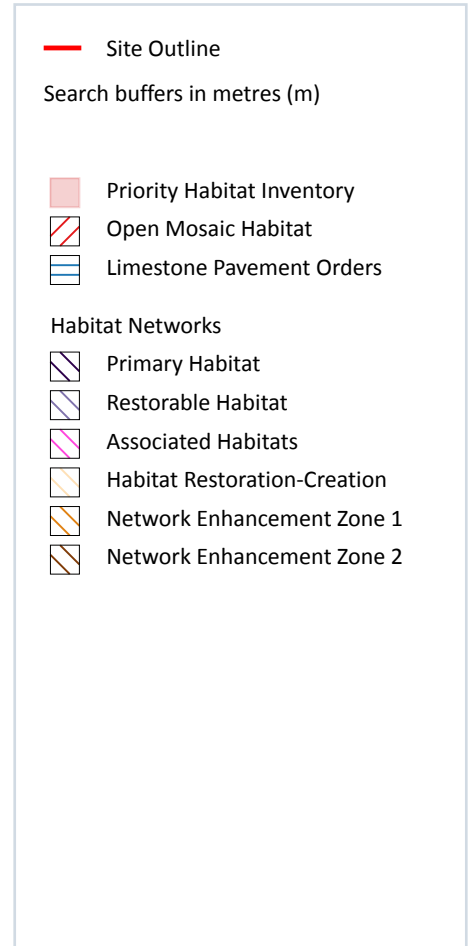 Site Outline
Search buffers in metres (m)
Priority Habitat Inventory
Open Mosaic Habitat
Limestone Pavement Orders
Habitat Networks
Primary Habitat
Restorable Habitat
Associated Habitats
Habitat Restoration-Creation
Network Enhancement Zone 1
Network Enhancement Zone 2